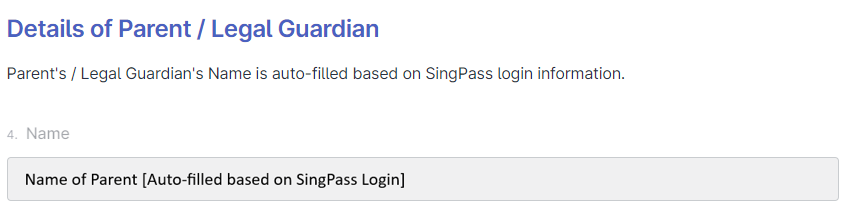 Details of Parent / Legal Guardian
Parent's / Legal Guardian's Name is auto-filled based on SingPass login information.
4. Name
Name of Parent [Auto-filled based on SingPass Login]